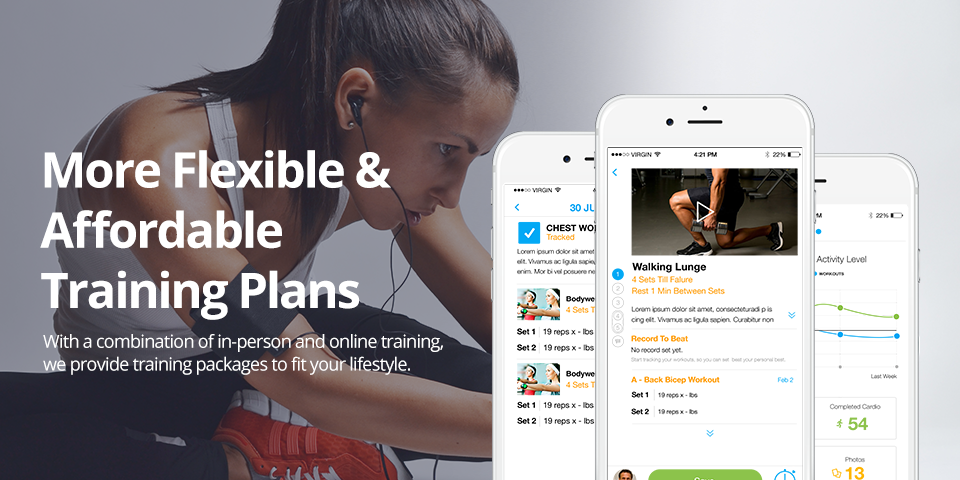 More Flexible &
Affordable
Training Plans
With a combination of in-person and online training,
we provide training packages to fit your lifestyle.
VIRGIN
30 JU
CHEST WO
Tracked
Lorem ipsum dolor sit amet
elit. Vivamus ac ligula sapien,
enim. Mor bi vel posuere ne
Bodywe
4 Sets T
Set 1 19 reps x - lbs
Set 2 19 reps x - lbs
Bodywe
4 Sets T
Set 1 19 reps x - lbs
Set 2 19 reps x - lbs
VIRGIN 4:21 PM 22%
Walking Lunge
4 Sets Till Falure
Rest 1 Min Between Sets
1
2
3
Lorem ipsum dolor sit amet, consecteturadi p is
cing elit. Vivamus ac ligula sapien. Curabitur non
Record To Beat
No record set yet.
Start tracking your workouts, so you can set beat your personal best.
A - Back Bicep Workout Feb 2
Set 1 19 reps x - lbs
Set 2 19 reps x - lbs
M 22%
Activity Level
WORKOUTS
Last Week
Completed Cardio
54
Photos
13